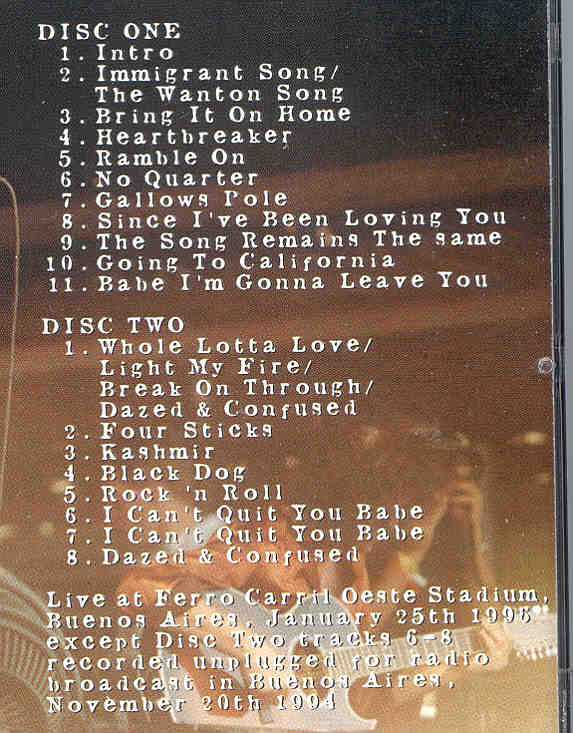 DISC ONE
1. Intro
2. Immigrant Song/
The Wanton Song
3. Bring It On Home
4. Heartbreaker
5. Ramble On
6. No Quarter
7. Gallows Pole
8. Since I've Been Loving You
9. The Song Remains The same
10. Going To California
11. Babe I'm Gonna Leave You
DISC TWO
1. Whole Lotta Love/
Light My Fire/
Break On Through/
Dazed & Confused
2. Four Sticks
3. Kashmir
4. Black Dog
5. Rock 'n Roll
6. I Can't Quit You Babe
7. I Can't Quit You Babe
8. Dazed & Confused
Live at Ferro Carril Oeste Stadium,
Buenos Aires, January 25th 1996
except Disc Two tracks 6-8
recorded unplugged for radio
broadcast in Buenos Aires,
November 20th 1994